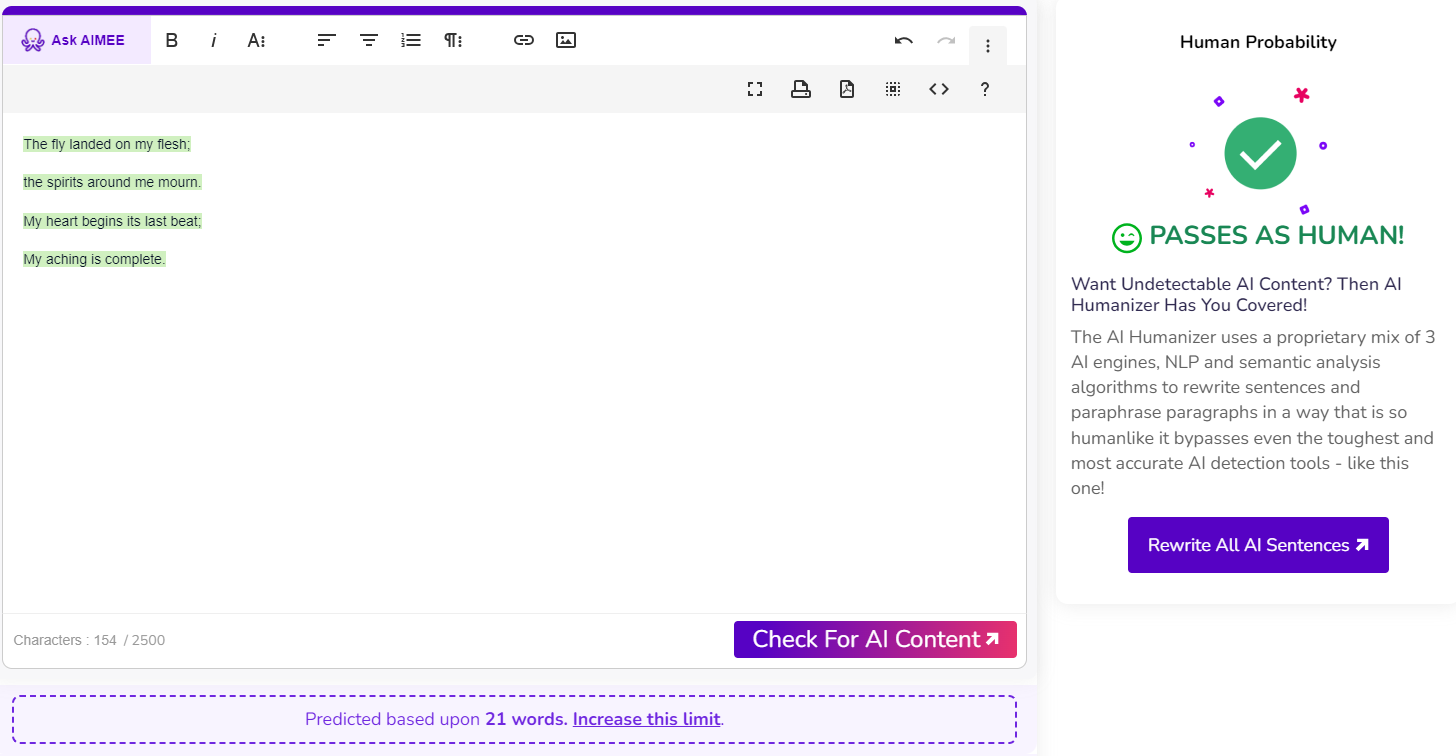 Ask AIMEE B i A
?
The fly landed on my flesh;
the spirits around me mourn.
My heart begins its last beat;
My aching is complete.
Characters : 154 / 2500
Check For AI Content
Predicted based upon 21 words. Increase this limit.
Human Probability
PASSES AS HUMAN!
Want Undetectable AI Content? Then AI
Humanizer Has You Covered!
The AI Humanizer uses a proprietary mix of 3
AI engines, NLP and semantic analysis
algorithms to rewrite sentences and
paraphrase paragraphs in a way that is so
humanlike it bypasses even the toughest and
most accurate AI detection tools - like this
one!
Rewrite All AI Sentences